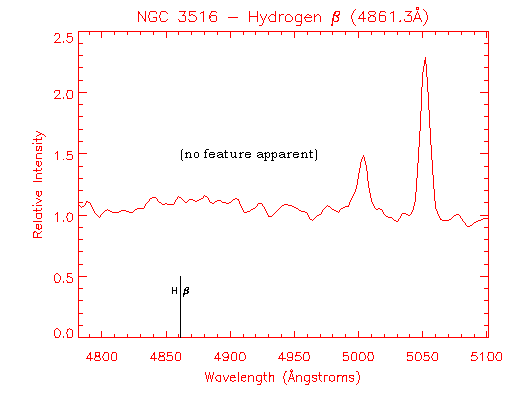 NGC 3516 – Hydrogen β (4861.3Å)
2.5
2.0
1.5
1.0
0.5
0.0
Relative Intensity
(no feature apparent)
H β
4800 4850 4900 4950 5000 5050 5100
Wavelength (Ångstroms)